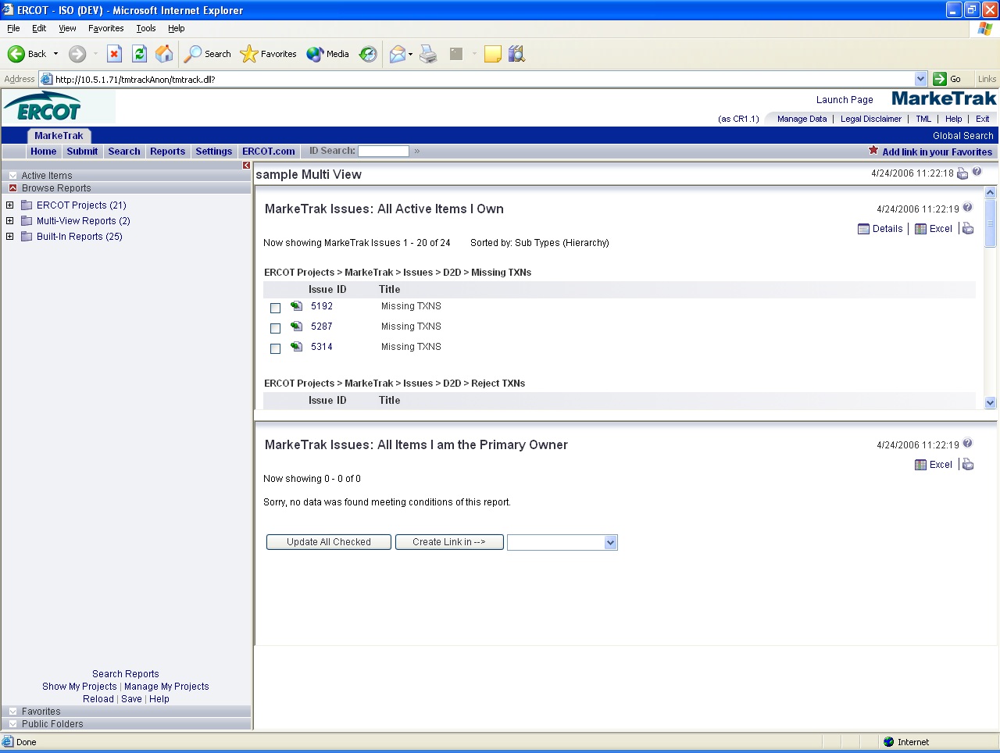 ERCOT - ISO (DEV) - Microsoft Internet Explorer
File Edit View Favorites Tools Help
Back Search Favorites Media
Address http://10.5.1.71/tmtrackAnon/tmtrack.dll? Go Links
ERCOT Launch Page MarkeTrak
(as CR1.1) Manage Data | Legal Disclaimer | TML | Help | Exit
MarkeTrak Global Search
Home Submit Search Reports Settings ERCOT.com ID Search: » Add link in your Favorites
Active Items
Browse Reports
ERCOT Projects (21)
Multi-View Reports (2)
Built-In Reports (25)
Search Reports
Show My Projects | Manage My Projects
Reload | Save | Help
Favorites
Public Folders
sample Multi View 4/24/2006 11:22:18
MarkeTrak Issues: All Active Items I Own 4/24/2006 11:22:19
Details | Excel |
Now showing MarkeTrak Issues 1 - 20 of 24 Sorted by: Sub Types (Hierarchy)
ERCOT Projects > MarkeTrak > Issues > D2D > Missing TXNs
Issue ID Title
5192 Missing TXNS
5287 Missing TXNS
5314 Missing TXNS
ERCOT Projects > MarkeTrak > Issues > D2D > Reject TXNs
Issue ID Title
MarkeTrak Issues: All Items I am the Primary Owner 4/24/2006 11:22:19
Excel |
Now showing 0 - 0 of 0
Sorry, no data was found meeting conditions of this report.
Update All Checked Create Link in -->
Done Internet